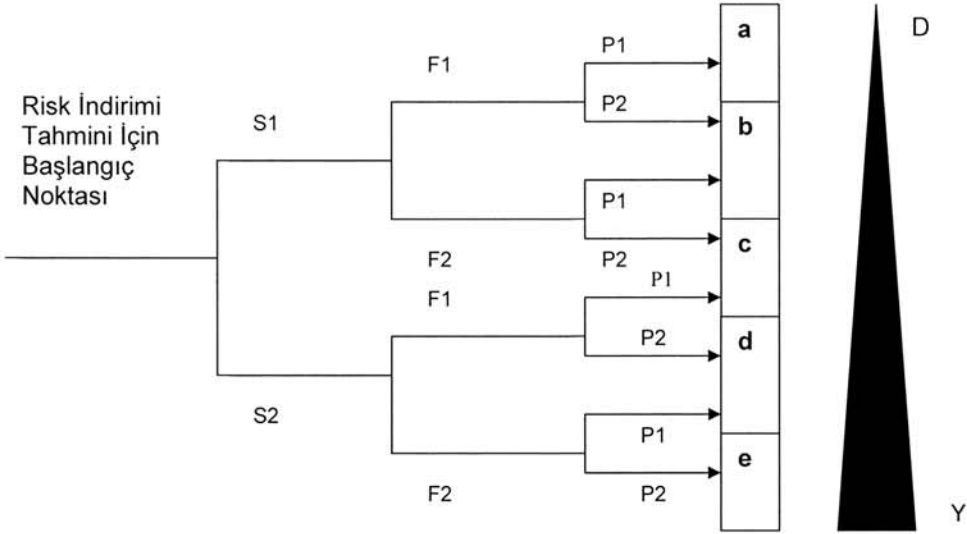 Risk İndirimi
Tahmini İçin
Başlangıç
Noktası
S1
S2
F1
F2
F1
F2
P1
P2
P1
P2
P1
P2
P1
P2
a
b
c
d
e
D
Y